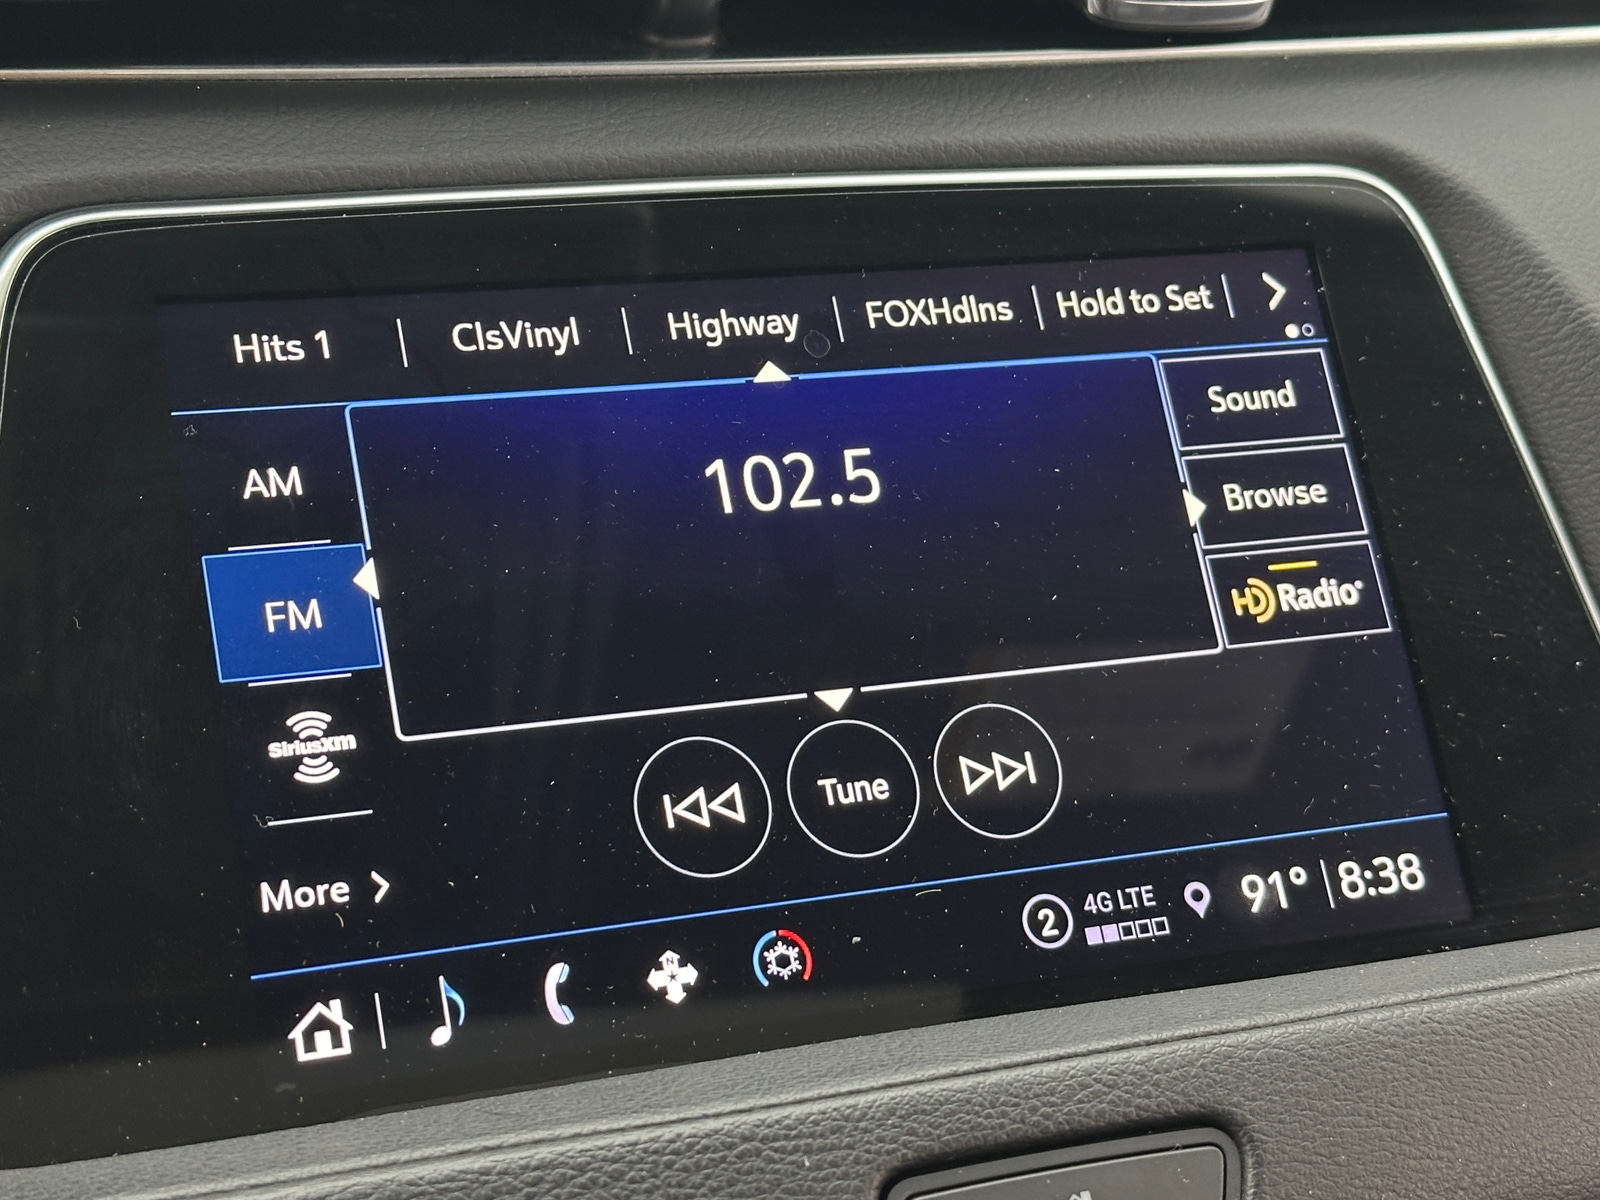 Hits 1 | ClsVinyl | Highway | FOXHdlns | Hold to Set |
Sound
102.5
AM
Browse
FM
HD Radio
siriusxm
Tune
More
N
2 4G LTE 91° | 8:38